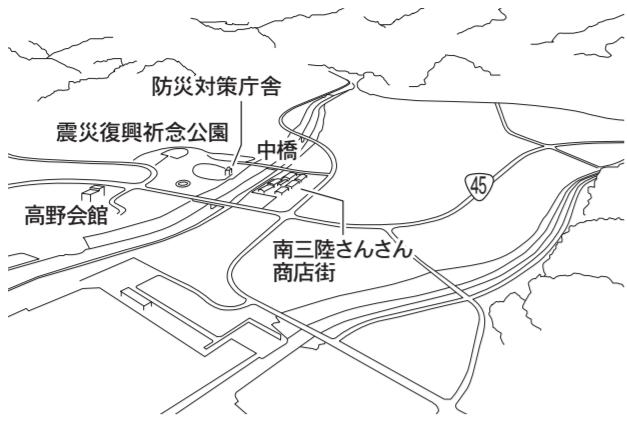 防災対策庁舎
震災復興祈念公園
中橋
45
高野会館
南三陸さんさん
商店街